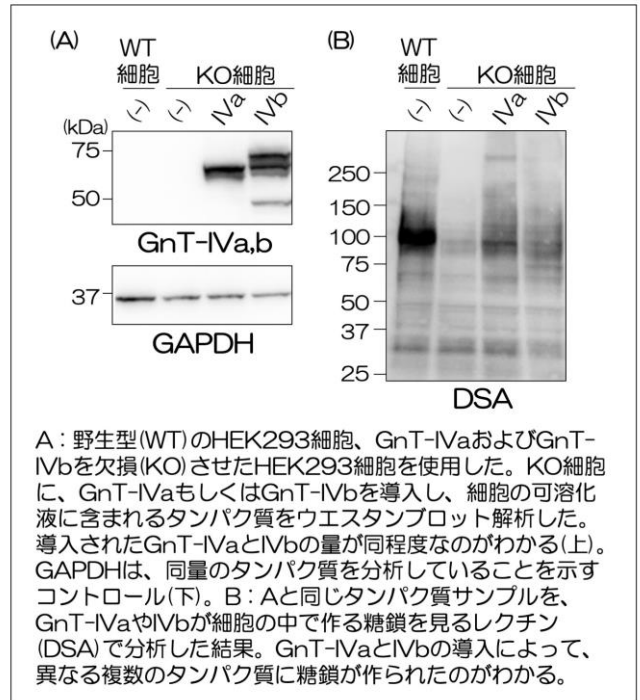 (A)
WT
細胞
KO細胞
(-)
(-)
IVa
IVb
(kDa)
75
50
GnT-IVa,b
37
GAPDH
(B)
WT
細胞
KO細胞
(-)
(-)
IVa
IVb
250
150
100
75
50
37
25
DSA
A：野生型(WT)のHEK293細胞、GnT-IVaおよびGnT-
IVbを欠損(KO)させたHEK293細胞を使用した。KO細胞
に、GnT-IVaもしくはGnT-IVbを導入し、細胞の可溶化
液に含まれるタンパク質をウエスタンブロット解析した。
導入されたGnT-IVaとIVbの量が同程度なのがわかる(上)。
GAPDHは、同量のタンパク質を分析していることを示す
コントロール(下)。B：Aと同じタンパク質サンプルを、
GnT-IVaやIVbが細胞の中で作る糖鎖を見るレクチン
(DSA)で分析した結果。GnT-IVaとIVbの導入によって、
異なる複数のタンパク質に糖鎖が作られたのがわかる。